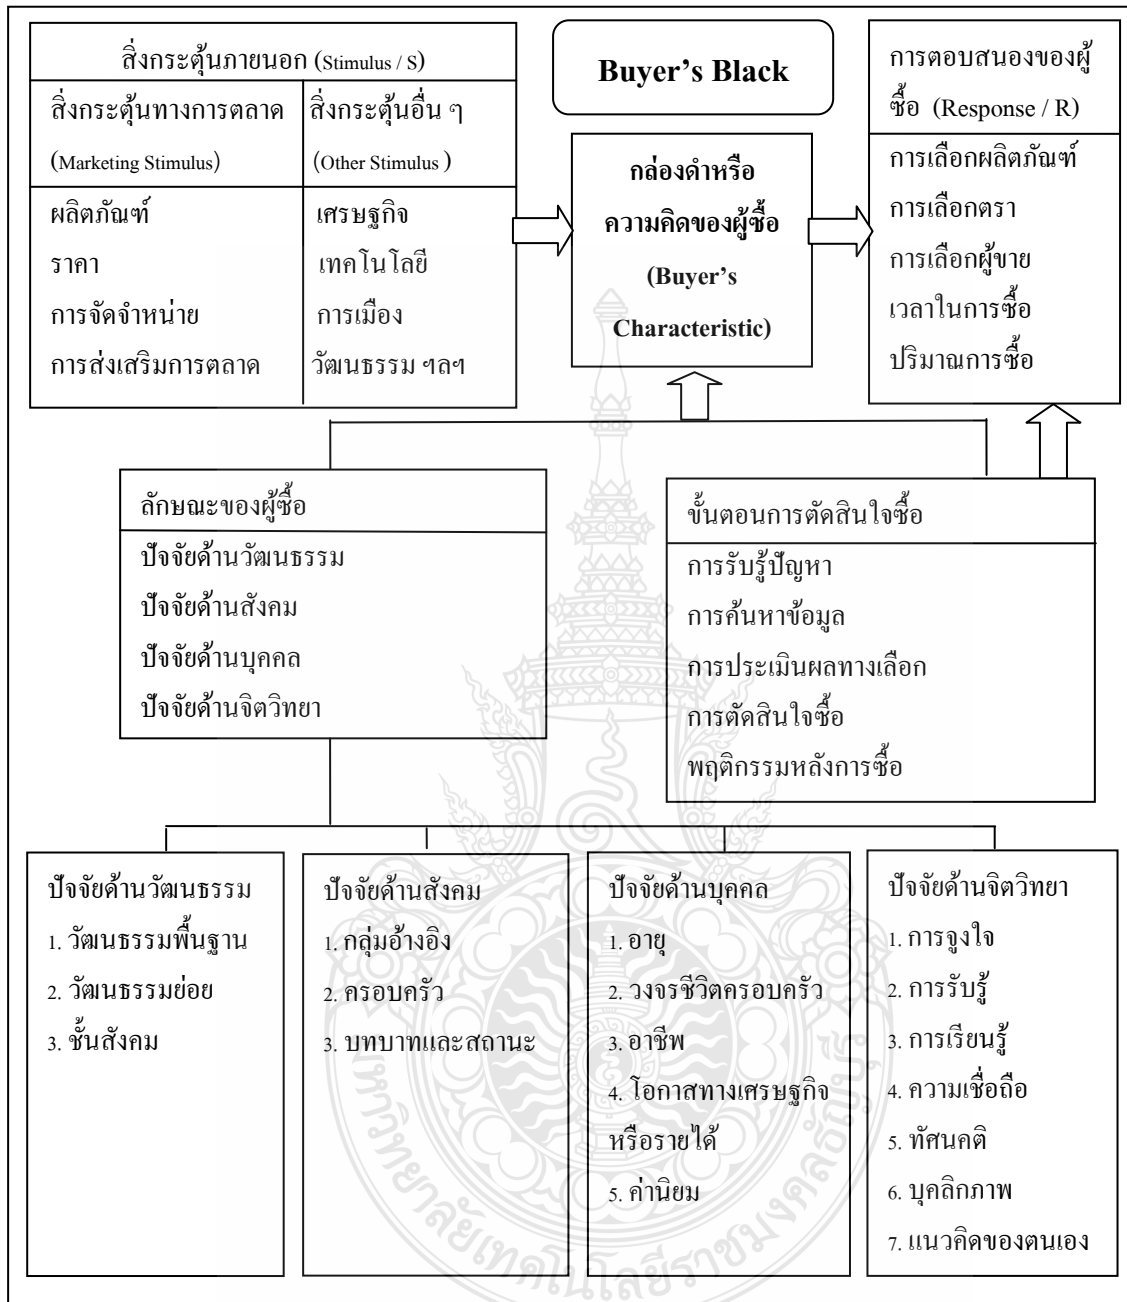 สิ่งกระตุ้นภายนอก (Stimulus / S)
สิ่งกระตุ้นทางการตลาด
(Marketing Stimulus)
สิ่งกระตุ้นอื่น ๆ
(Other Stimulus )
ผลิตภัณฑ์
ราคา
การจัดจำหน่าย
การส่งเสริมการตลาด
เศรษฐกิจ
เทคโนโลยี
การเมือง
วัฒนธรรม ฯลฯ
Buyer’s Black
กล่องดำหรือ
ความคิดของผู้ซื้อ
(Buyer’s
Characteristic)
การตอบสนองของผู้
ซื้อ (Response / R)
การเลือกผลิตภัณฑ์
การเลือกตรา
การเลือกผู้ขาย
เวลาในการซื้อ
ปริมาณการซื้อ
ลักษณะของผู้ซื้อ
ปัจจัยด้านวัฒนธรรม
ปัจจัยด้านสังคม
ปัจจัยด้านบุคคล
ปัจจัยด้านจิตวิทยา
ขั้นตอนการตัดสินใจซื้อ
การรับรู้ปัญหา
การค้นหาข้อมูล
การประเมินผลทางเลือก
การตัดสินใจซื้อ
พฤติกรรมหลังการซื้อ
ปัจจัยด้านวัฒนธรรม
1. วัฒนธรรมพื้นฐาน
2. วัฒนธรรมย่อย
3. ชั้นสังคม
ปัจจัยด้านสังคม
1. กลุ่มอ้างอิง
2. ครอบครัว
3. บทบาทและสถานะ
ปัจจัยด้านบุคคล
1. อายุ
2. วงจรชีวิตครอบครัว
3. อาชีพ
4. โอกาสทางเศรษฐกิจ
หรือรายได้
5. ค่านิยม
ปัจจัยด้านจิตวิทยา
1. การจูงใจ
2. การรับรู้
3. การเรียนรู้
4. ความเชื่อถือ
5. ทัศนคติ
6. บุคลิกภาพ
7. แนวคิดของตนเอง
มหาวิทยาลัยเทคโนโลยีราชมงคลธัญบุรี